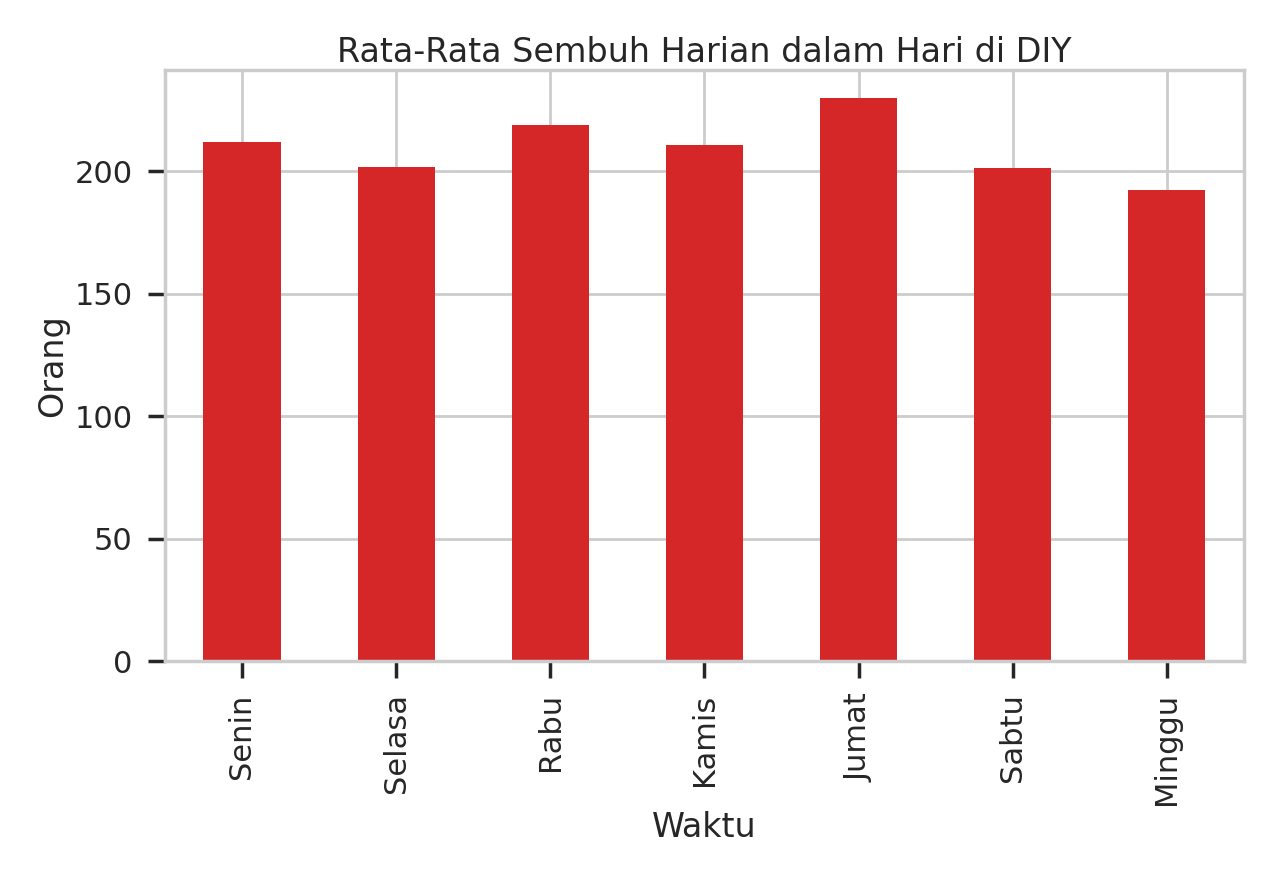 Rata-Rata Sembuh Harian dalam Hari di DIY
Orang
200
150
100
50
0
Senin
Selasa
Rabu
Kamis
Jumat
Sabtu
Minggu
Waktu